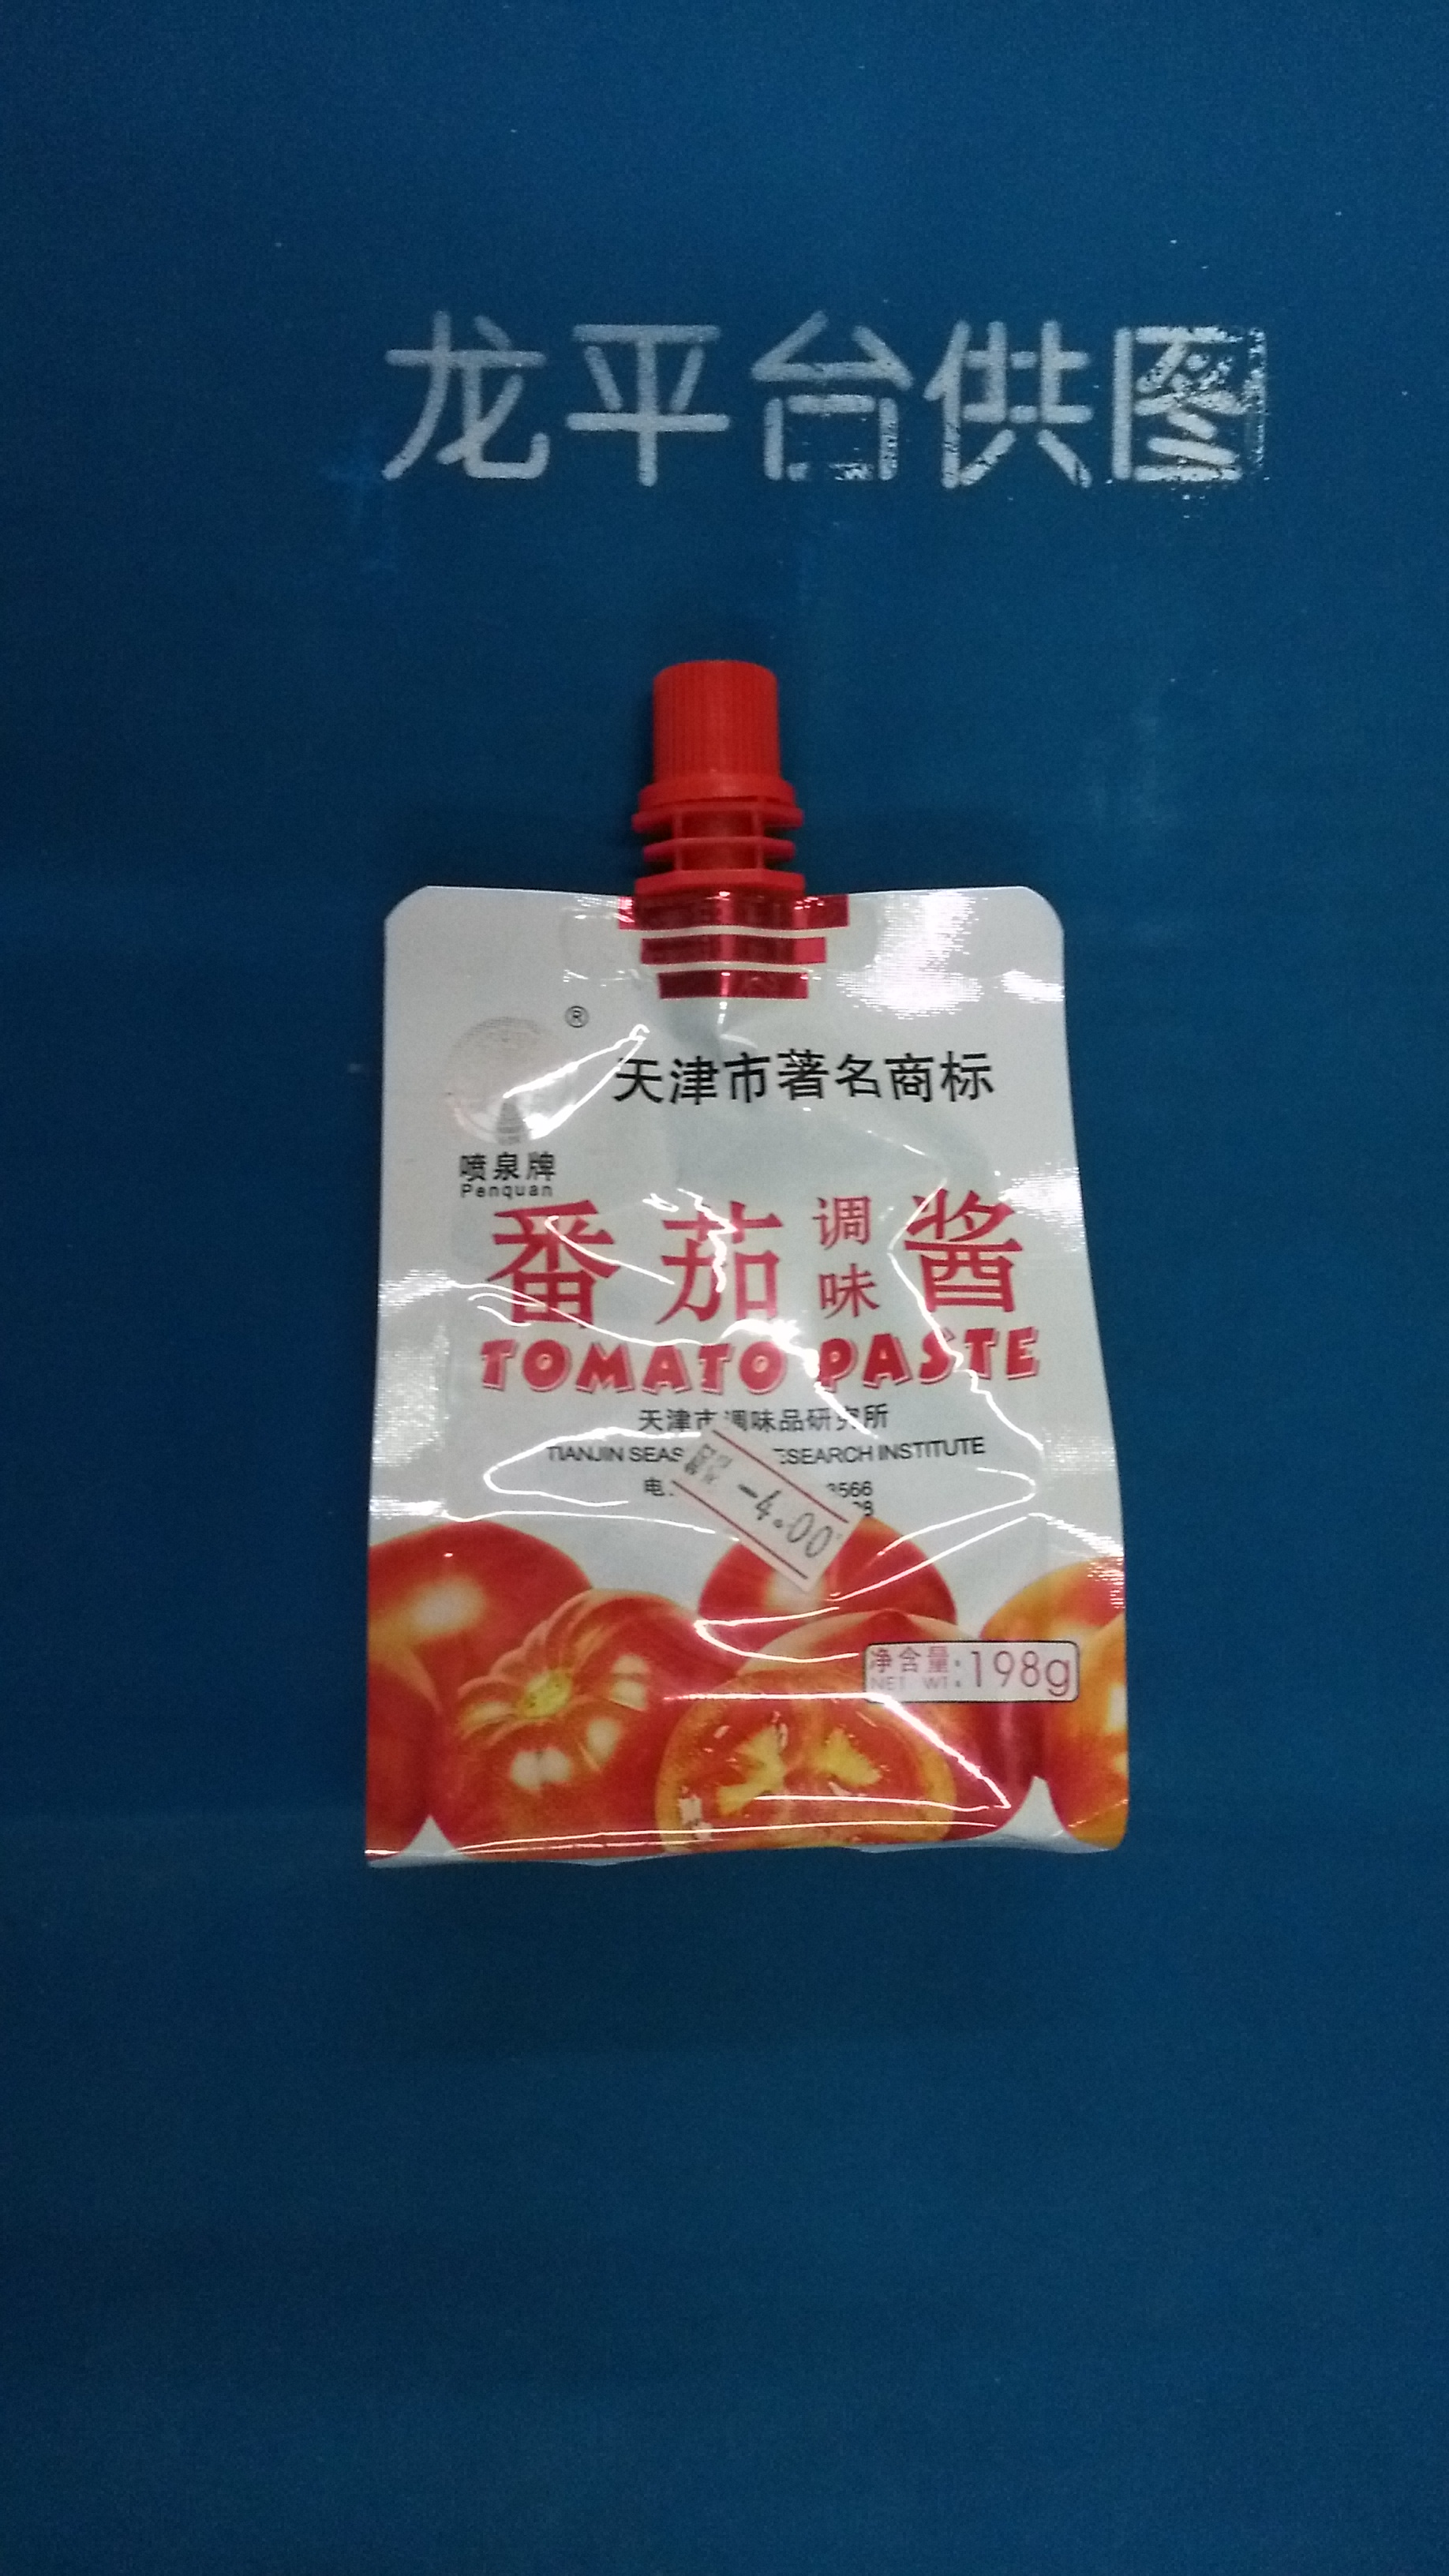 龙平台供图
®
天津市著名商标
喷泉牌
Penquan
番茄调味酱
TOMATO PASTE
天津市调味品研究所
TIANJIN SEAS ESEARCH INSTITUTE
电 3566
-4.00
净含量:198g
NET WT: